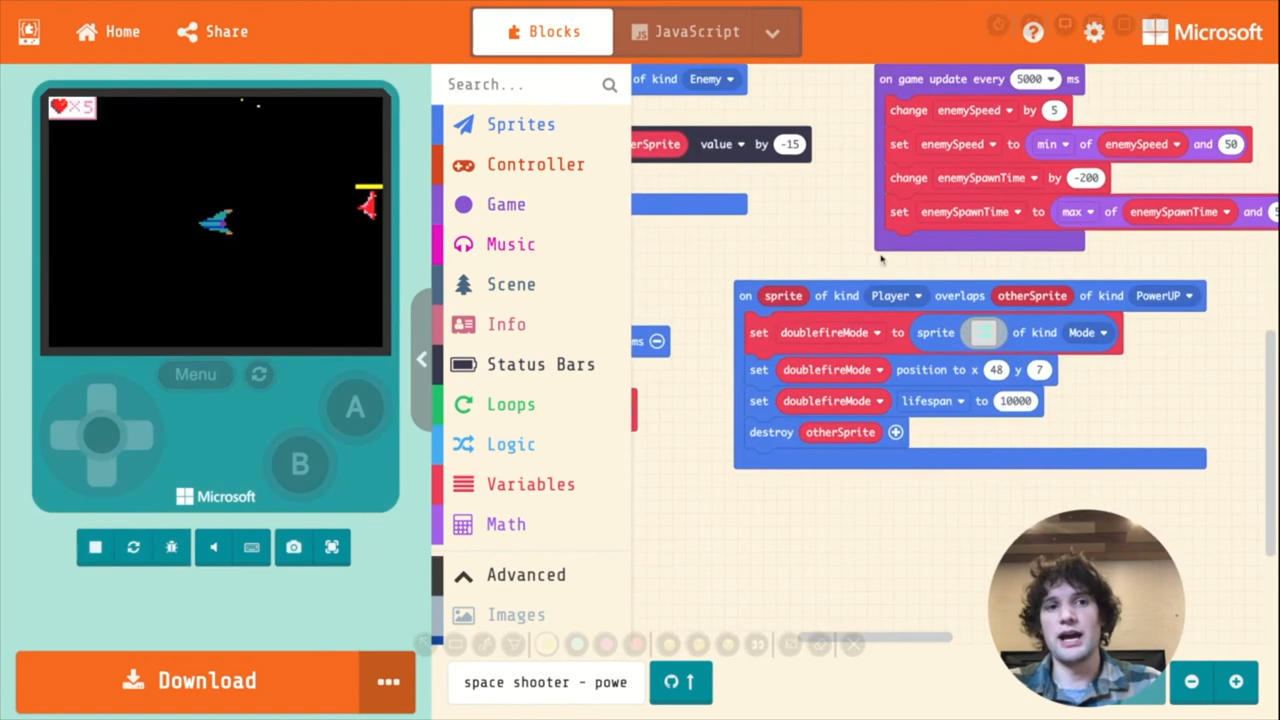 Home
Share
Blocks
JavaScript
?
Microsoft
×5
Menu
A
B
Microsoft
Download
Search...
Sprites
Controller
Game
Music
Scene
Info
Status Bars
Loops
Logic
Variables
Math
Advanced
Images
of kind Enemy
erSprite value by -15
ms
on game update every 5000 ms
change enemySpeed by 5
set enemySpeed to min of enemySpeed and 50
change enemySpawnTime by -200
set enemySpawnTime to max of enemySpawnTime and
on sprite of kind Player overlaps otherSprite of kind PowerUP
set doublefireMode to sprite of kind Mode
set doublefireMode position to x 48 y 7
set doublefireMode lifespan to 10000
destroy otherSprite
space shooter - powe